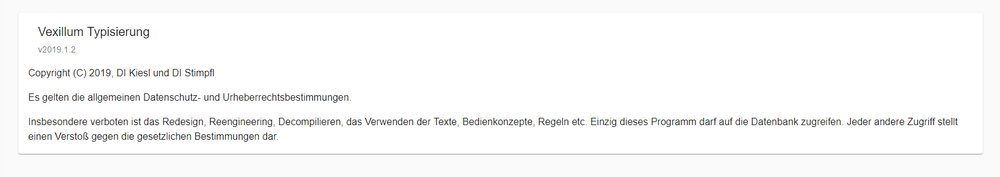 Vexillum Typisierung
v2019.1.2
Copyright (C) 2019, DI Kiesl und DI Stimpfl
Es gelten die allgemeinen Datenschutz- und Urheberrechtsbestimmungen.
Insbesondere verboten ist das Redesign, Reengineering, Decompilieren, das Verwenden der Texte, Bedienkonzepte, Regeln etc. Einzig dieses Programm darf auf die Datenbank zugreifen. Jeder andere Zugriff stellt
einen Verstoß gegen die gesetzlichen Bestimmungen dar.